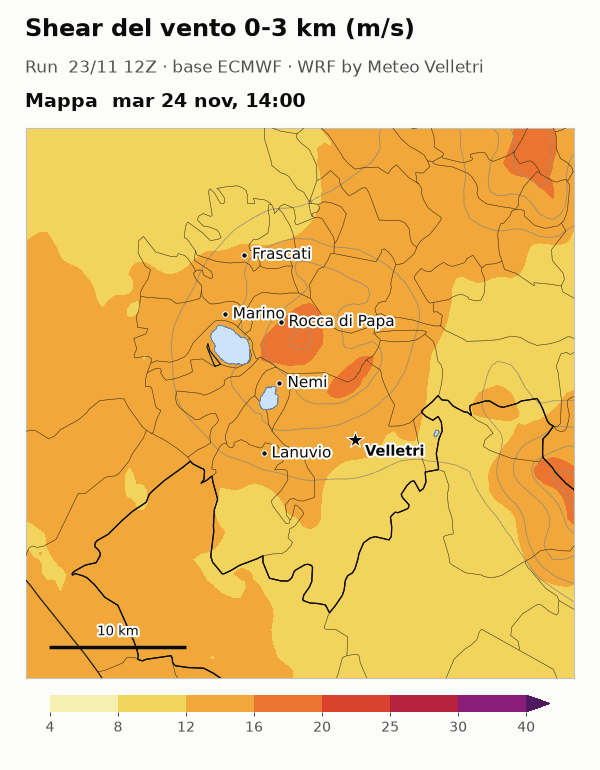 Shear del vento 0-3 km (m/s)
Run 23/11 12Z · base ECMWF · WRF by Meteo Velletri
Mappa mar 24 nov, 14:00
Frascati
Marino
Rocca di Papa
Nemi
Velletri
Lanuvio
10 km
4 8 12 16 20 25 30 40